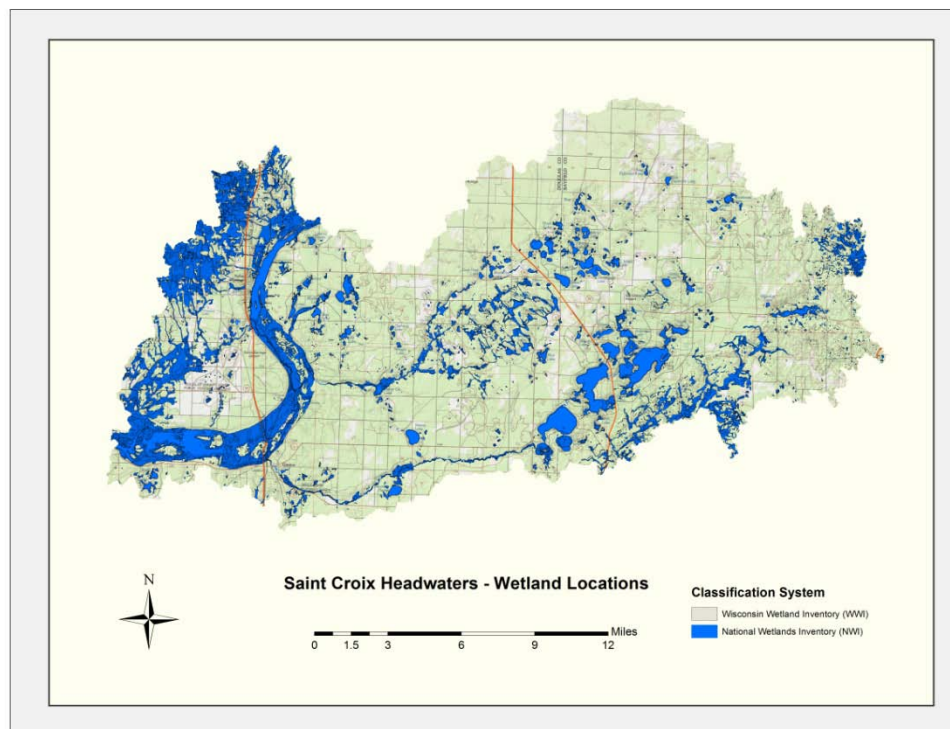 N
Saint Croix Headwaters - Wetland Locations
Miles
0 1.5 3 6 9 12
Classification System
Wisconsin Wetland Inventory (WWI)
National Wetlands Inventory (NWI)